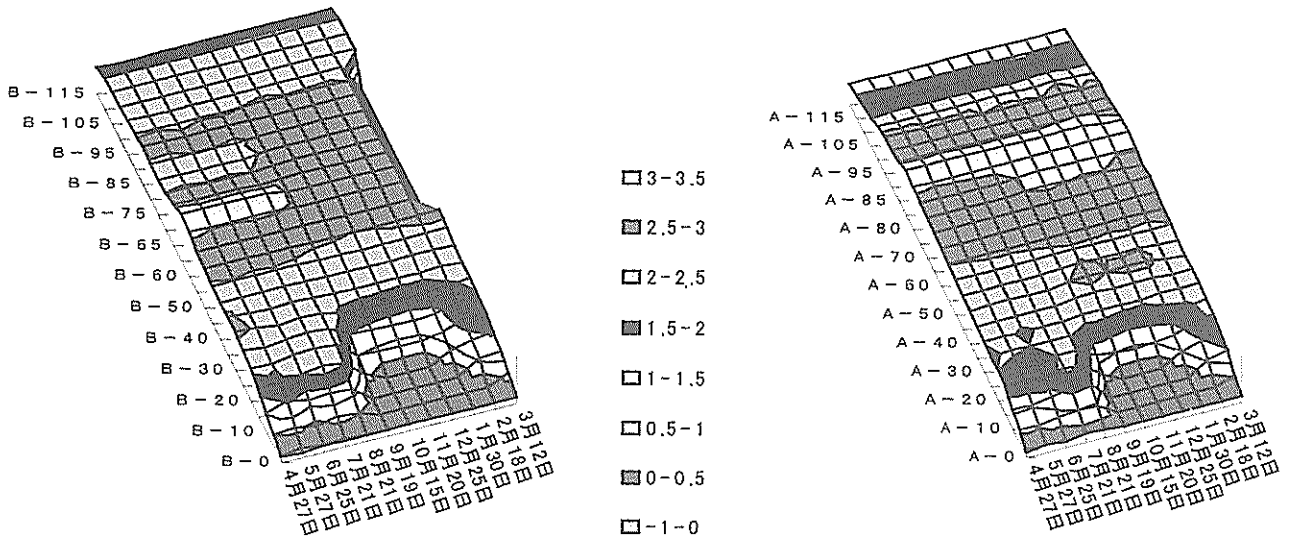 B-115
B-105
B-95
B-85
B-75
B-65
B-60
B-50
B-40
B-30
B-20
B-10
B-0
4月27日
5月27日
6月25日
7月21日
8月21日
9月19日
10月15日
11月20日
12月25日
1月30日
2月18日
3月12日
3-3.5
2.5-3
2-2.5
1.5-2
1-1.5
0.5-1
0-0.5
-1-0
A-115
A-105
A-95
A-85
A-80
A-70
A-60
A-50
A-40
A-30
A-20
A-10
A-0
4月27日
5月27日
6月25日
7月21日
8月21日
9月19日
10月15日
11月20日
12月25日
1月30日
2月18日
3月12日